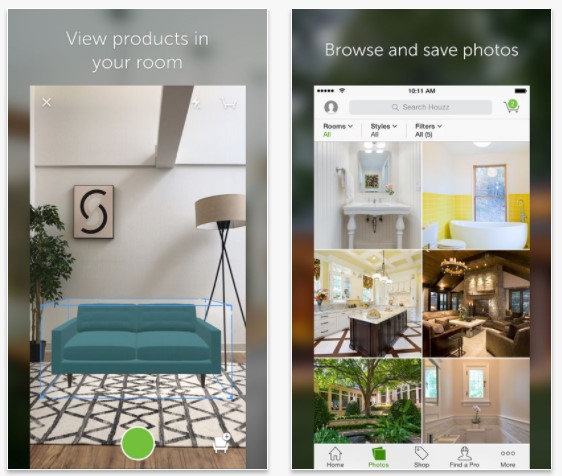 View products in
your room
Browse and save photos
10:11 AM
Search Houzz
2
Rooms Styles Filters
All All All (5)
Home Photos Shop Find a Pro More